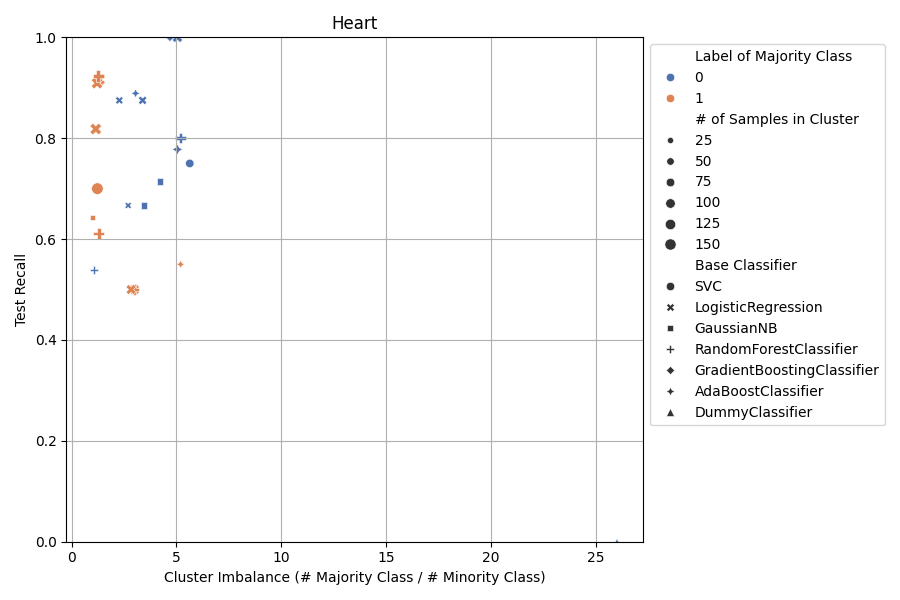 Heart
1.0
0.8
0.6
0.4
0.2
0.0
Test Recall
0
5
10
15
20
25
Cluster Imbalance (# Majority Class / # Minority Class)
Label of Majority Class
0
1
# of Samples in Cluster
25
50
75
100
125
150
Base Classifier
SVC
LogisticRegression
GaussianNB
RandomForestClassifier
GradientBoostingClassifier
AdaBoostClassifier
DummyClassifier